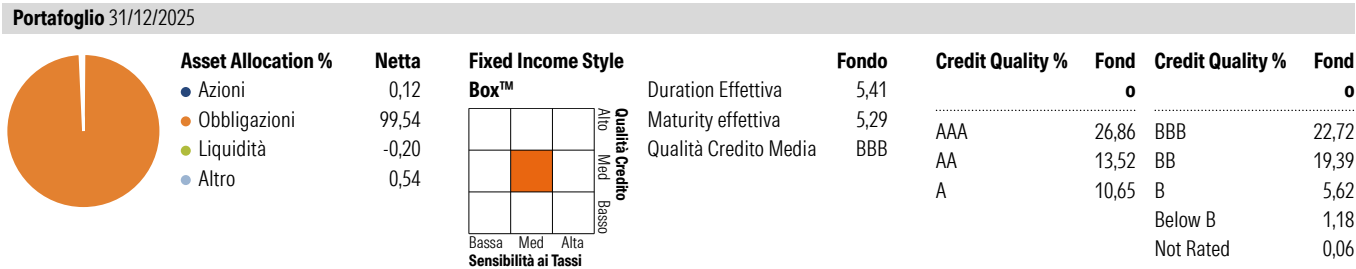 Portafoglio 31/12/2025
Asset Allocation % Netta
Azioni 0,12
Obbligazioni 99,54
Liquidità -0,20
Altro 0,54
Fixed Income Style
Box™
Alto
Med
Basso
Qualità Credito
Bassa Med Alta
Sensibilità ai Tassi
Fondo
Duration Effettiva 5,41
Maturity effettiva 5,29
Qualità Credito Media BBB
Credit Quality % Fond
o
AAA 26,86
AA 13,52
A 10,65
Credit Quality % Fond
o
BBB 22,72
BB 19,39
B 5,62
Below B 1,18
Not Rated 0,06